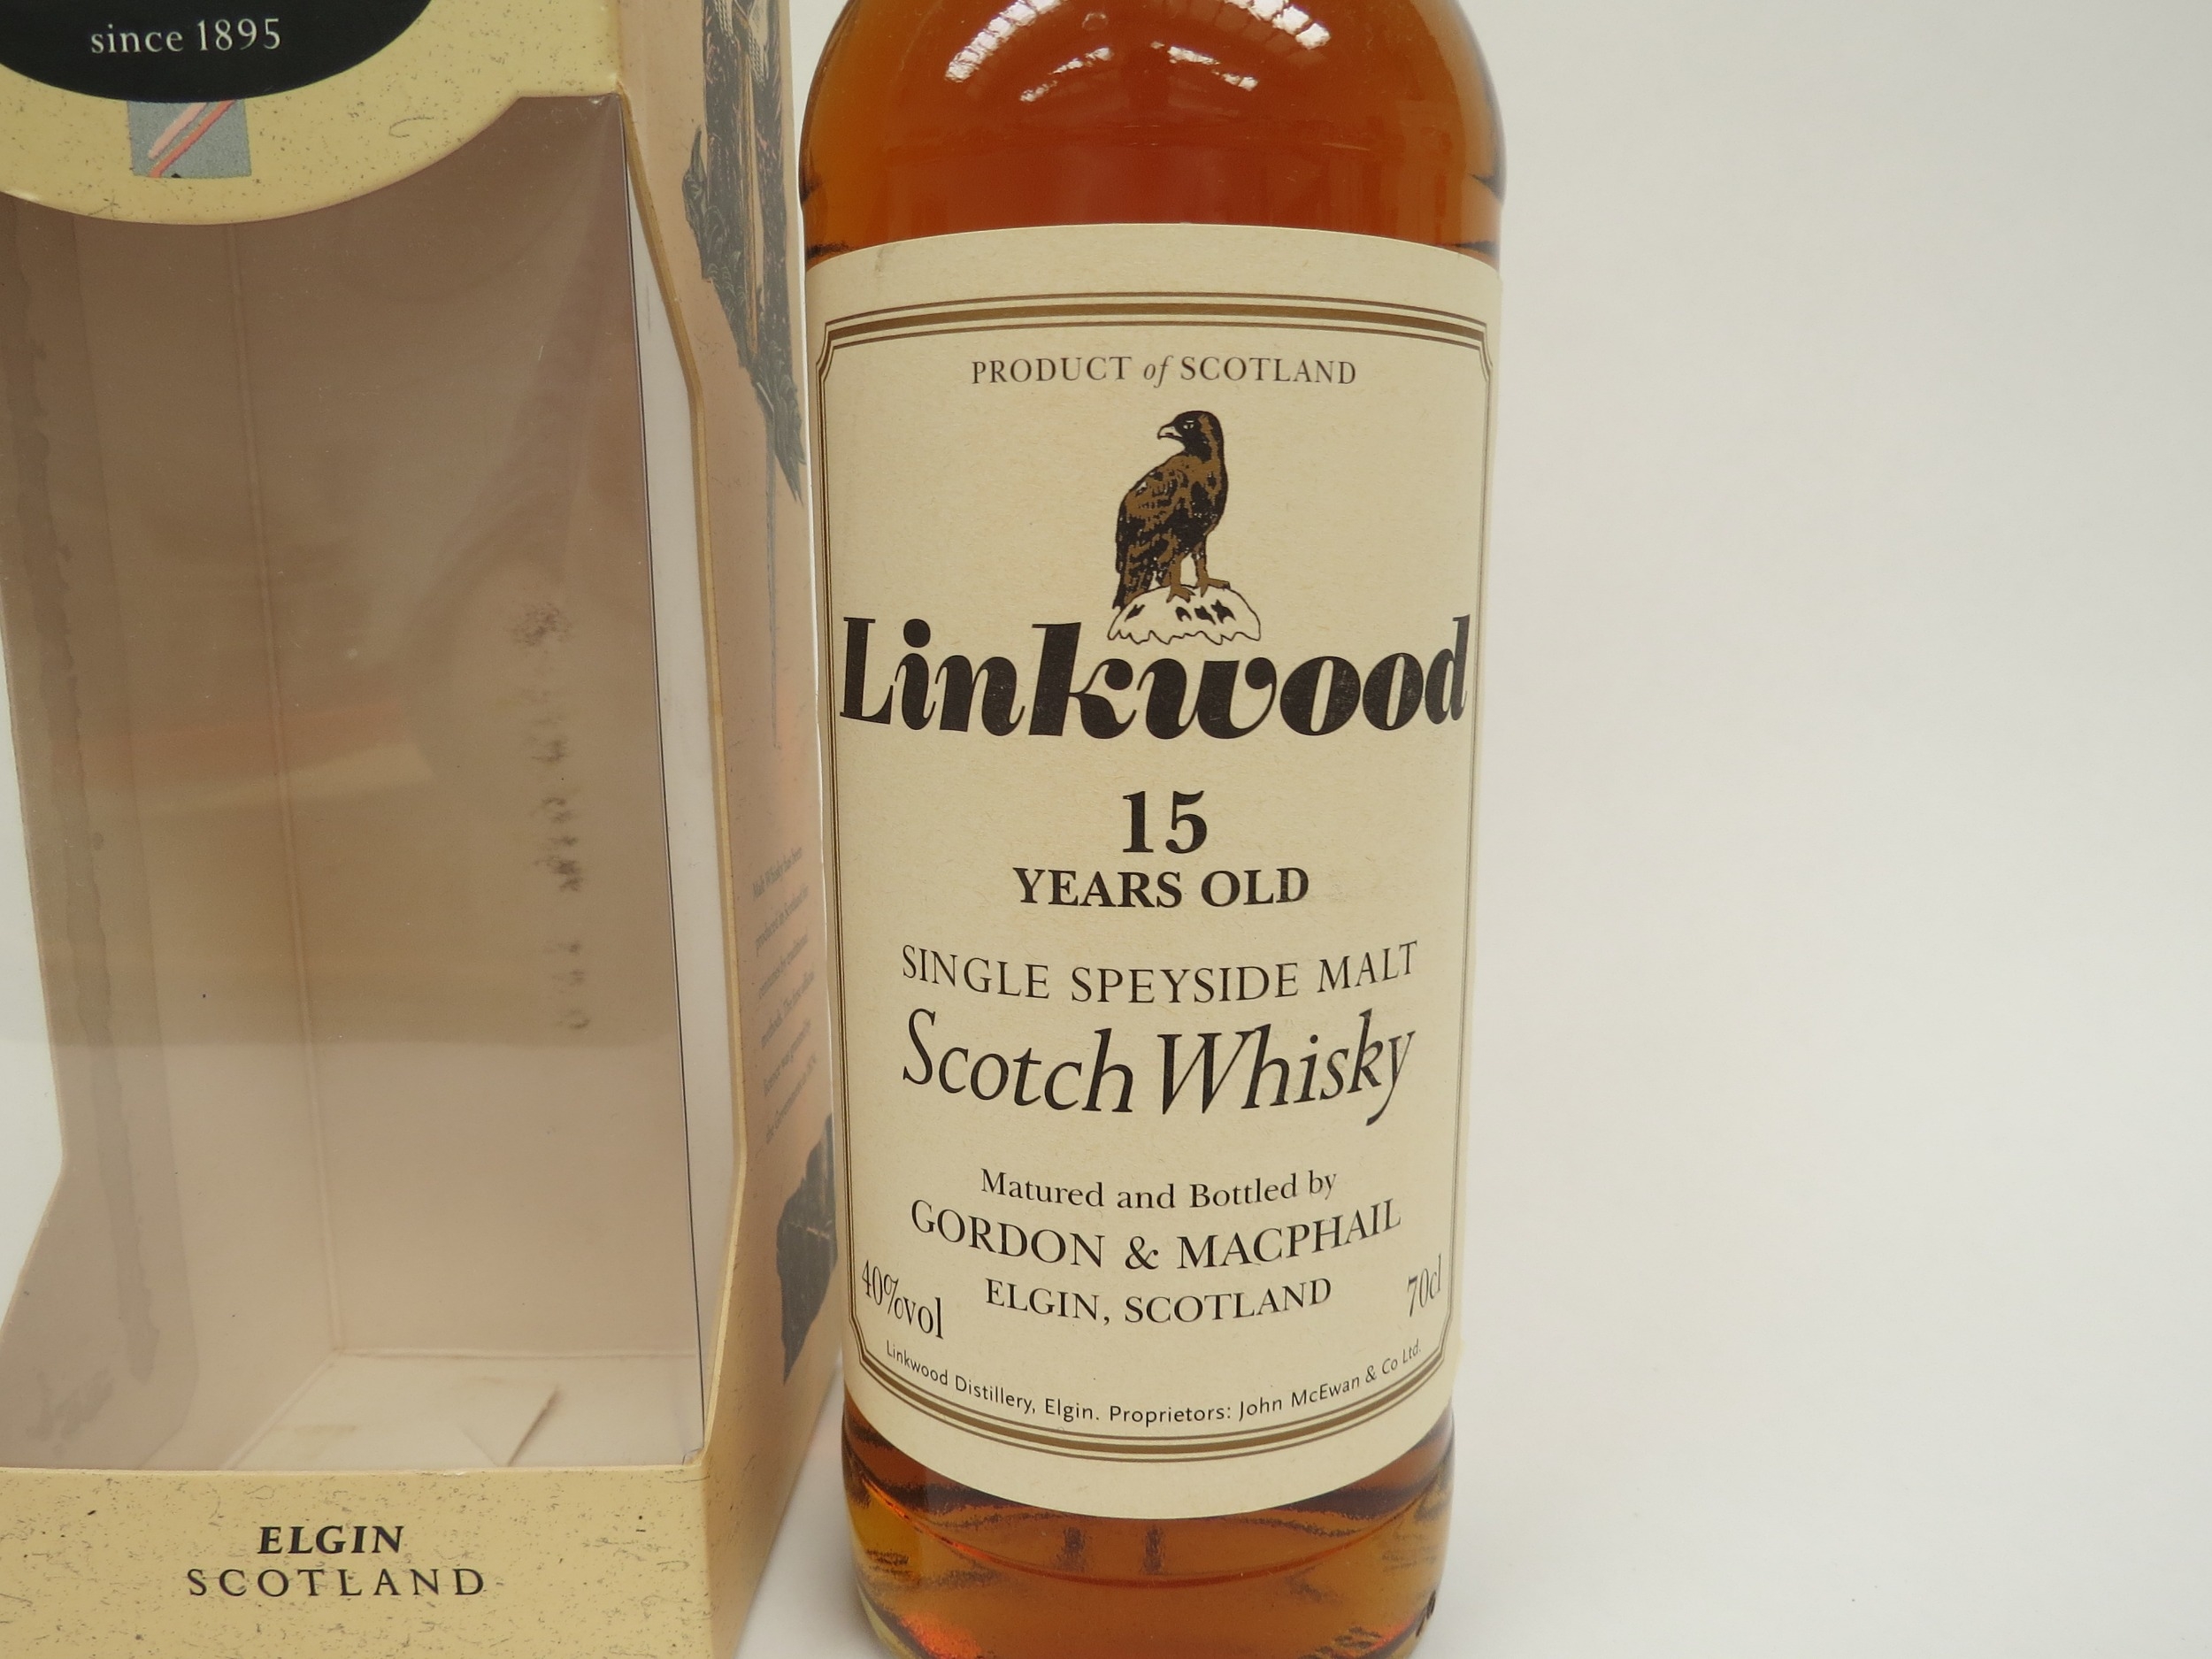 since 1895
ELGIN
SCOTLAND
PRODUCT of SCOTLAND
Linkwood
15
YEARS OLD
SINGLE SPEYSIDE MALT
Scotch Whisky
Matured and Bottled by
GORDON & MACPHAIL
40%vol ELGIN, SCOTLAND 70cl
Linkwood Distillery, Elgin. Proprietors: John McEwan & Co Ltd.